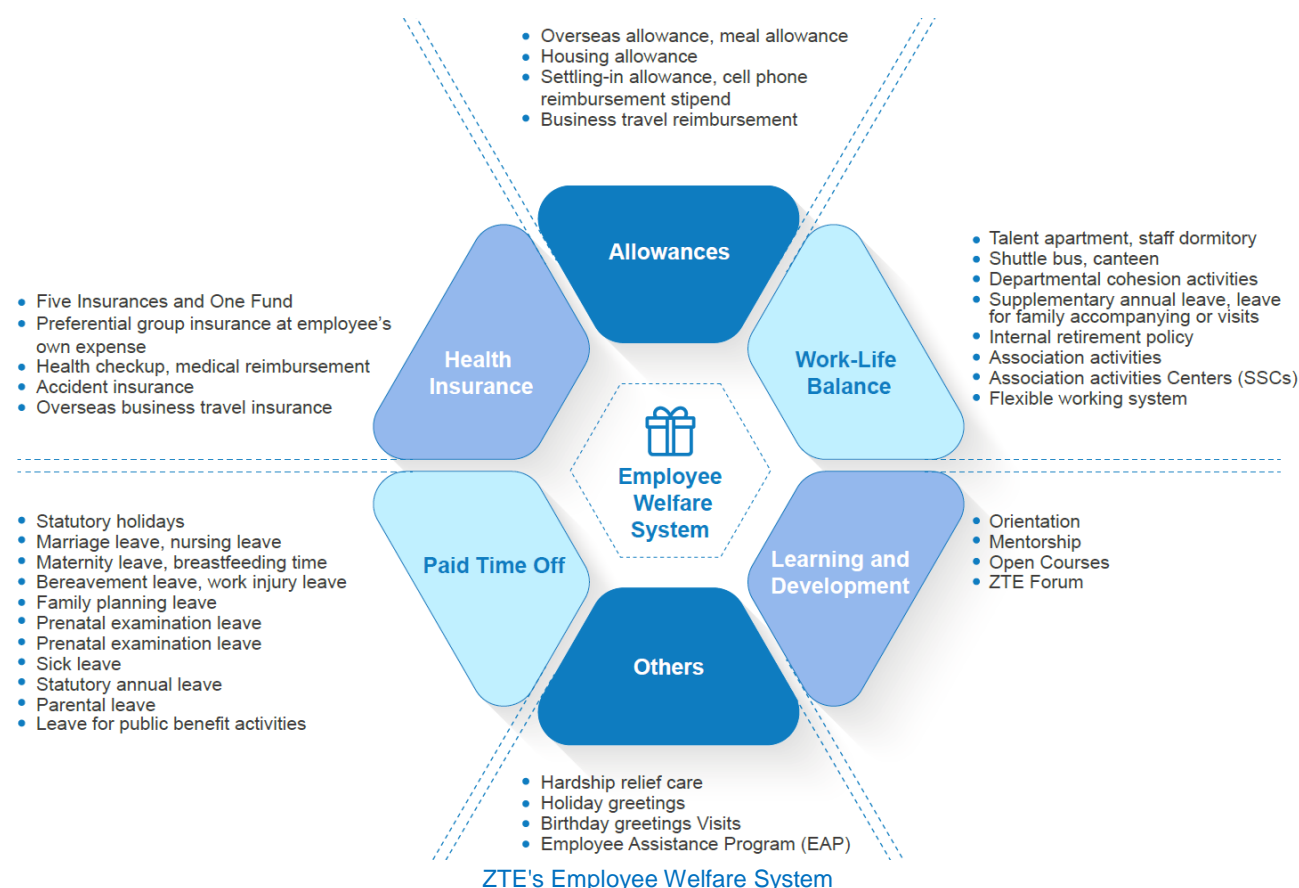 Overseas allowance, meal allowance
Housing allowance
Settling-in allowance, cell phone
reimbursement stipend
Business travel reimbursement
Allowances
Talent apartment, staff dormitory
Shuttle bus, canteen
Departmental cohesion activities
Supplementary annual leave, leave
for family accompanying or visits
Internal retirement policy
Association activities
Association activities Centers (SSCs)
Flexible working system
Work-Life
Balance
Five Insurances and One Fund
Preferential group insurance at employee's
own expense
Health checkup, medical reimbursement
Accident insurance
Overseas business travel insurance
Health
Insurance
Employee
Welfare
System
Statutory holidays
Marriage leave, nursing leave
Maternity leave, breastfeeding time
Bereavement leave, work injury leave
Family planning leave
Prenatal examination leave
Prenatal examination leave
Sick leave
Statutory annual leave
Parental leave
Leave for public benefit activities
Paid Time Off
Learning and
Development
Orientation
Mentorship
Open Courses
ZTE Forum
Others
Hardship relief care
Holiday greetings
Birthday greetings Visits
Employee Assistance Program (EAP)
ZTE's Employee Welfare System